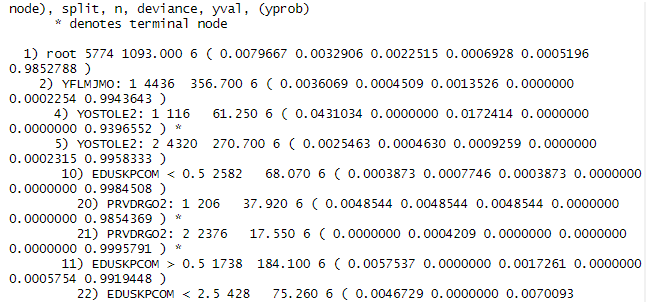 node), split, n, deviance, yval, (yprob)
* denotes terminal node
1) root 5774 1093.000 6 ( 0.0079667 0.0032906 0.0022515 0.0006928 0.0005196
0.9852788 )
2) YFLMJMO: 1 4436 356.700 6 ( 0.0036069 0.0004509 0.0013526 0.0000000
0.0002254 0.9943643 )
4) YOSTOLE2: 1 116 61.250 6 ( 0.0431034 0.0000000 0.0172414 0.0000000
0.0000000 0.9396552 ) *
5) YOSTOLE2: 2 4320 270.700 6 ( 0.0025463 0.0004630 0.0009259 0.0000000
0.0002315 0.9958333 )
10) EDUSKPCOM < 0.5 2582 68.070 6 ( 0.0003873 0.0007746 0.0003873 0.0000000
0.0000000 0.9984508 )
20) PRVDRGO2: 1 206 37.920 6 ( 0.0048544 0.0048544 0.0048544 0.0000000
0.0000000 0.9854369 ) *
21) PRVDRGO2: 2 2376 17.550 6 ( 0.0000000 0.0004209 0.0000000 0.0000000
0.0000000 0.9995791 ) *
11) EDUSKPCOM > 0.5 1738 184.100 6 ( 0.0057537 0.0000000 0.0017261 0.0000000
0.0005754 0.9919448 )
22) EDUSKPCOM < 2.5 428 75.260 6 ( 0.0046729 0.0000000 0.0070093